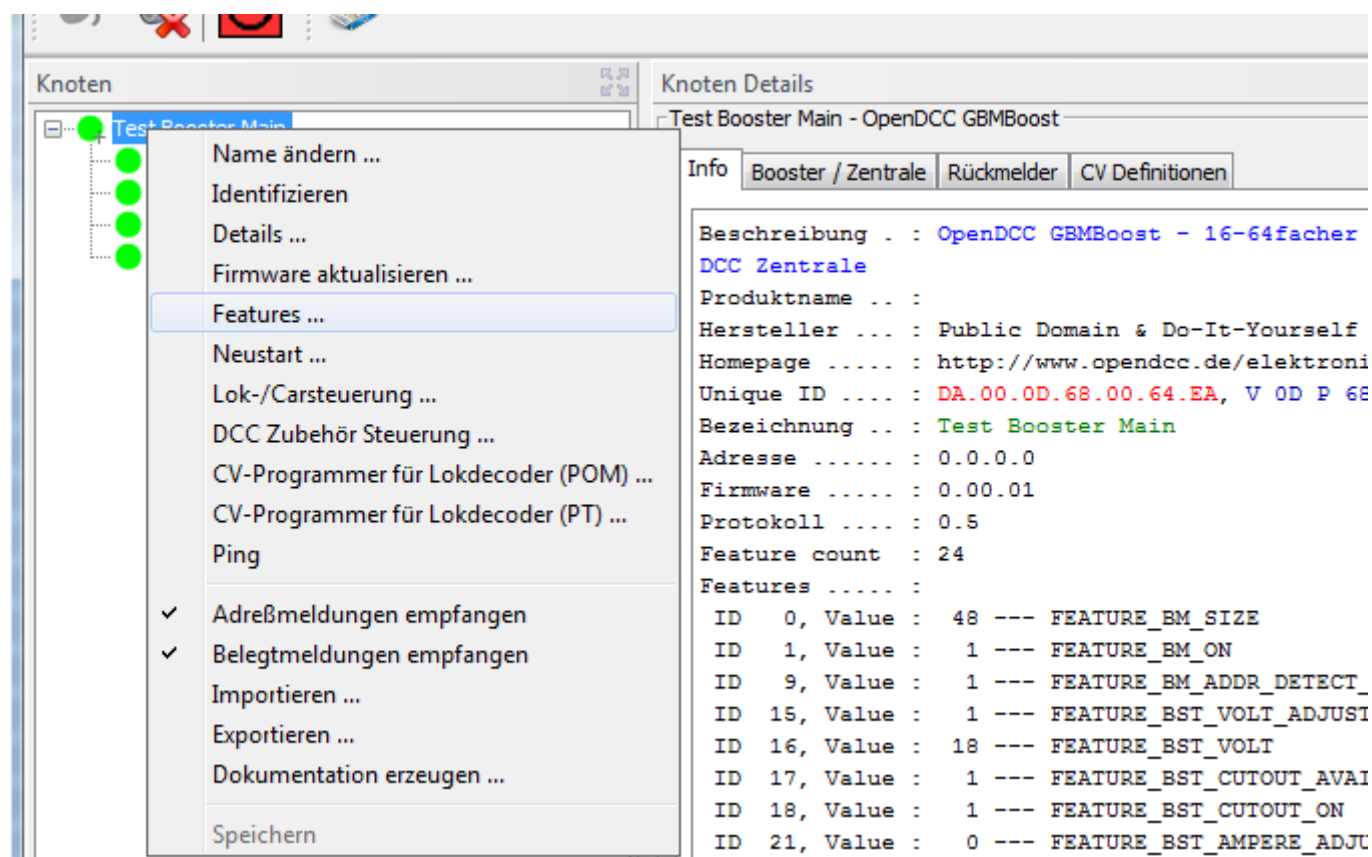 Knoten
Test Booster Main
Name ändern ...
Identifizieren
Details ...
Firmware aktualisieren ...
Features ...
Neustart ...
Lok-/Carsteuerung ...
DCC Zubehör Steuerung ...
CV-Programmer für Lokdecoder (POM) ...
CV-Programmer für Lokdecoder (PT) ...
Ping
Adreßmeldungen empfangen
Belegtmeldungen empfangen
Importieren ...
Exportieren ...
Dokumentation erzeugen ...
Speichern
Knoten Details
Test Booster Main - OpenDCC GBMBoost
Info Booster / Zentrale Rückmelder CV Definitionen
Beschreibung . : OpenDCC GBMBoost - 16-64facher
DCC Zentrale
Produktname .. :
Hersteller ... : Public Domain & Do-It-Yourself
Homepage ..... : http://www.opendcc.de/elektroni
Unique ID .... : DA.00.0D.68.00.64.EA, V 0D P 68
Bezeichnung .. : Test Booster Main
Adresse ...... : 0.0.0.0
Firmware ..... : 0.00.01
Protokoll .... : 0.5
Feature count : 24
Features ..... :
ID 0, Value : 48 --- FEATURE_BM_SIZE
ID 1, Value : 1 --- FEATURE_BM_ON
ID 9, Value : 1 --- FEATURE_BM_ADDR_DETECT_
ID 15, Value : 1 --- FEATURE_BST_VOLT_ADJUST
ID 16, Value : 18 --- FEATURE_BST_VOLT
ID 17, Value : 1 --- FEATURE_BST_CUTOUT_AVAI
ID 18, Value : 1 --- FEATURE_BST_CUTOUT_ON
ID 21, Value : 0 --- FEATURE_BST_AMPERE_ADJU